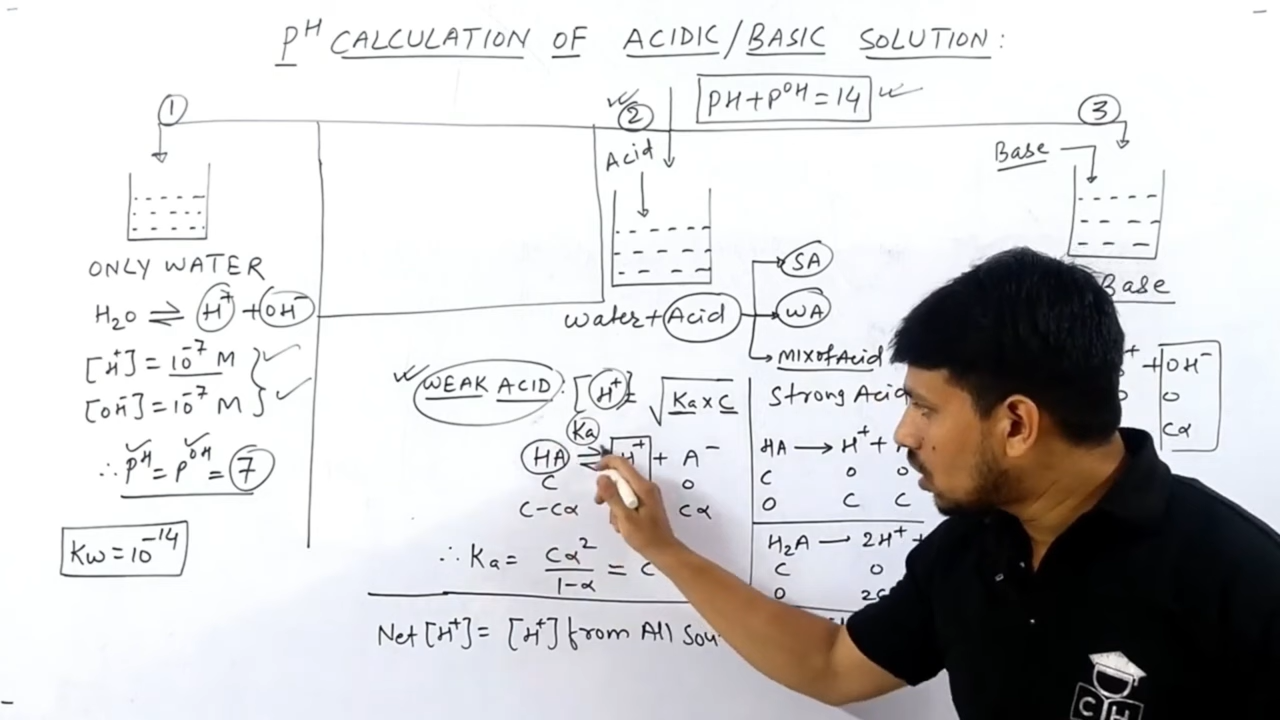 pH CALCULATION OF ACIDIC/BASIC SOLUTION:
PH+POH=14
1
ONLY WATER
H₂O ⇌ H⁺ + OH⁻
[H⁺] = 10⁻⁷ M
[OH⁻] = 10⁻⁷ M
∴ pH = pOH = 7
Kw = 10⁻¹⁴
2
Acid
Water + Acid
SA
WA
MIX of Acid
WEAK ACID : [H⁺] = √Ka x C
Ka
HA ⇌ H⁺ + A⁻
C 0
C-Cα Cα
∴ Ka = Cα²/1-α = C
Net [H⁺] = [H⁺] from All Sou
Strong Acid
HA → H⁺ +
C 0 0
0 C C
H₂A → 2H⁺ +
C 0
0 2C
3
Base
Base
+ OH⁻
0
Cα
C H